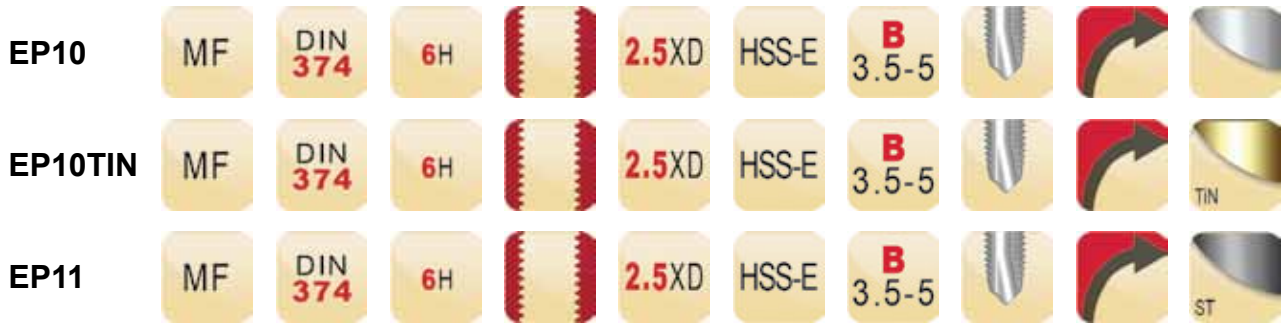 EP10 MF DIN 374 6H 2.5XD HSS-E B 3.5-5
EP10TIN MF DIN 374 6H 2.5XD HSS-E B 3.5-5 TiN
EP11 MF DIN 374 6H 2.5XD HSS-E B 3.5-5 ST